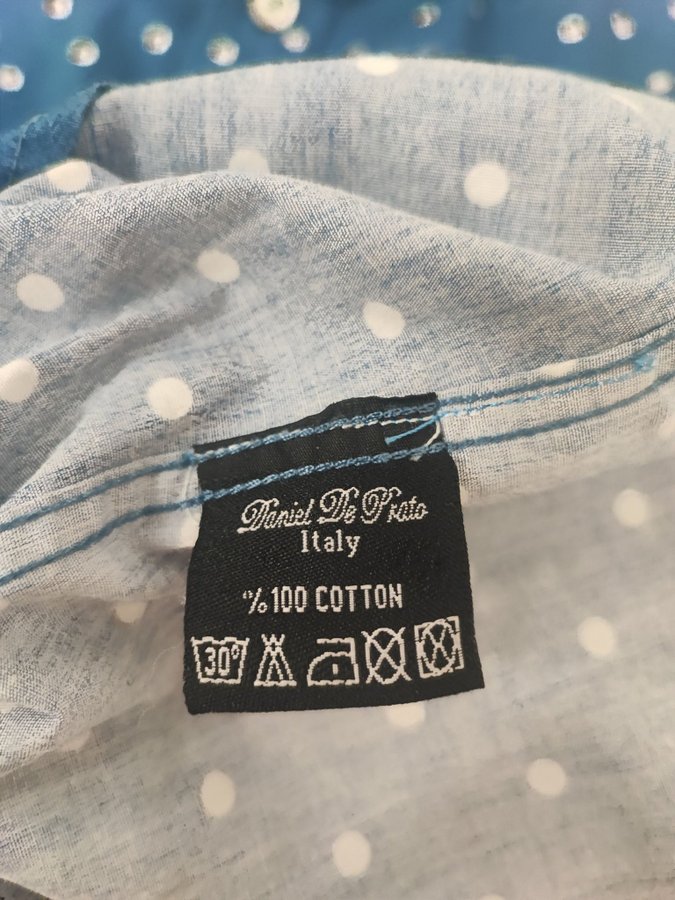 Daniel De Prato
Italy
% 100 COTTON
30°